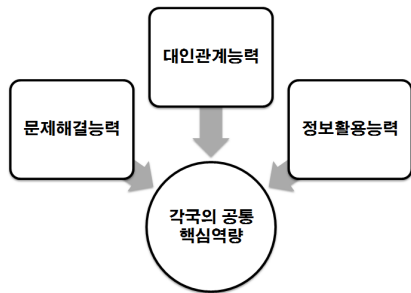 대인관계능력
문제해결능력
정보활용능력
각국의 공통
핵심역량